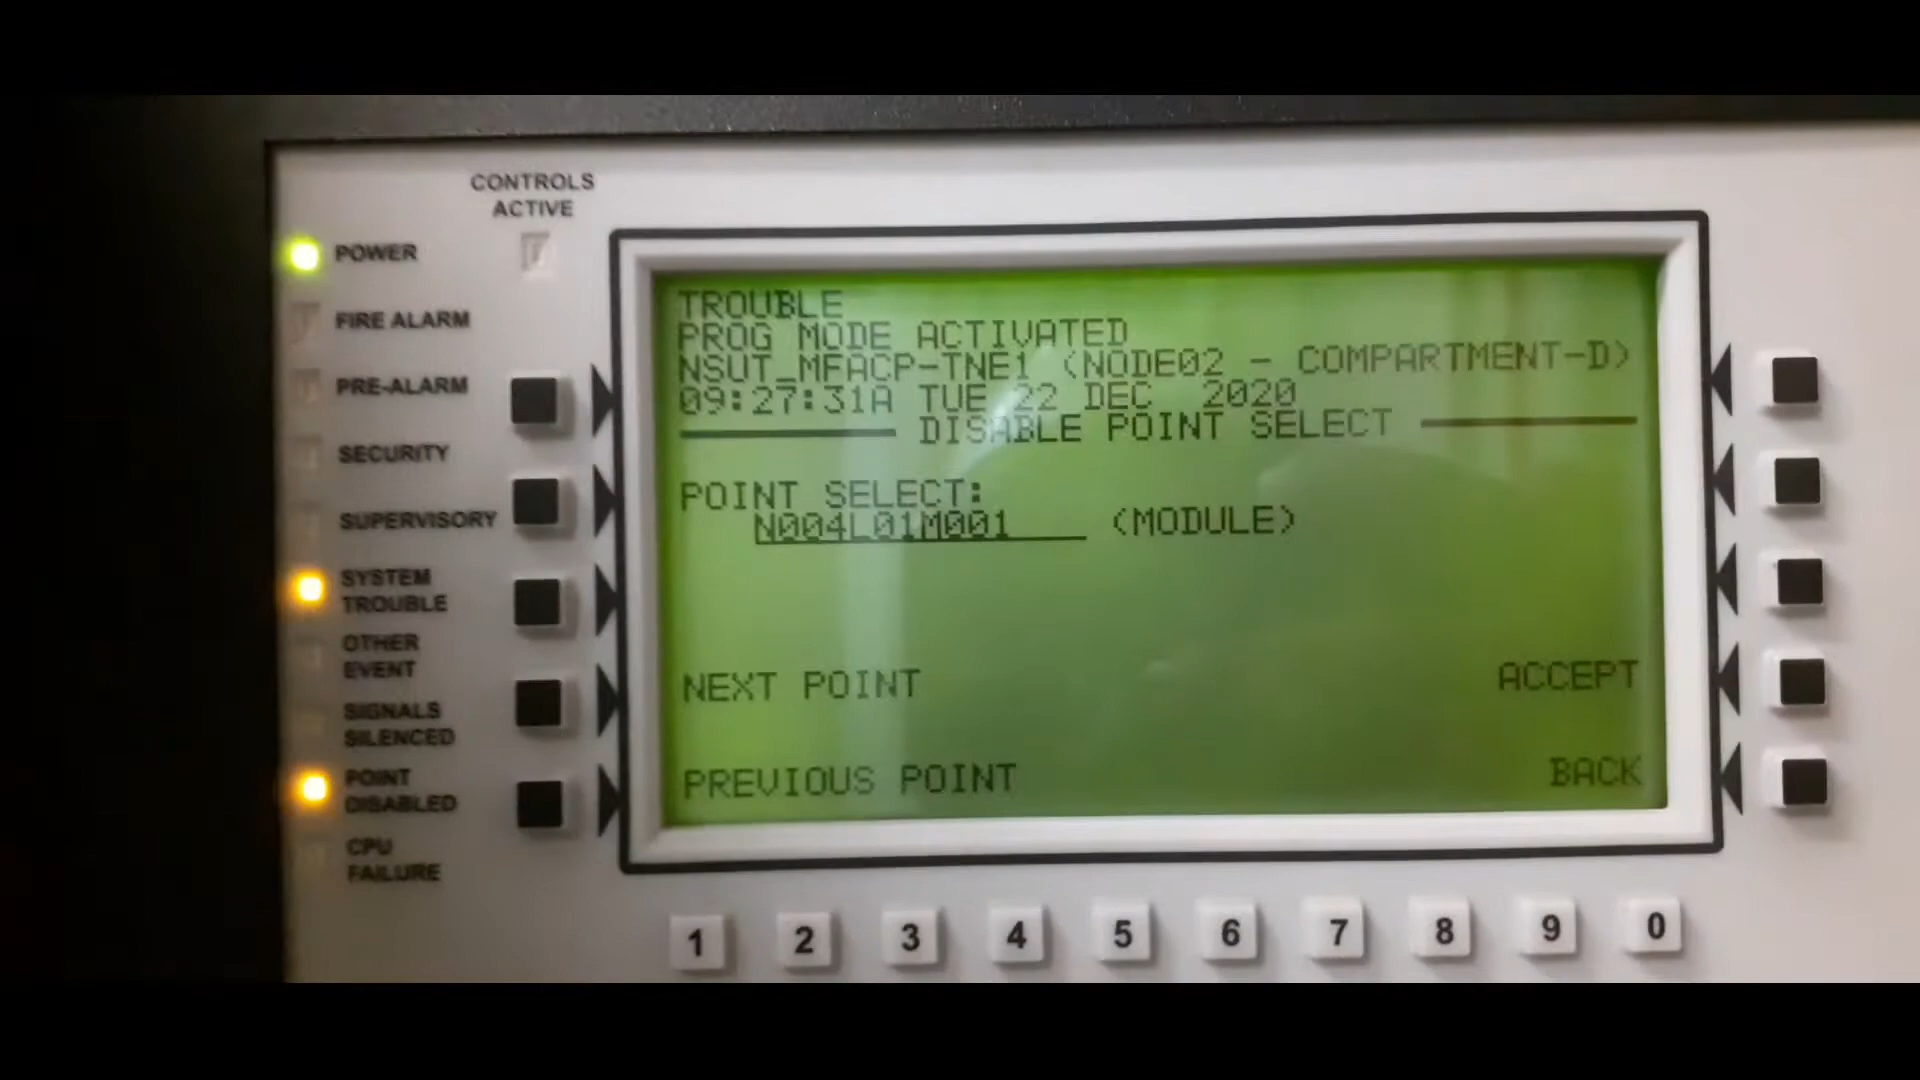 CONTROLS
ACTIVE
POWER
FIRE ALARM
PRE-ALARM
SECURITY
SUPERVISORY
SYSTEM
TROUBLE
OTHER
EVENT
SIGNALS
SILENCED
POINT
DISABLED
CPU
FAILURE
TROUBLE
PROG MODE ACTIVATED
NSUT_MFACP-TNE1 (NODE02 - COMPARTMENT-D)
09:27:31A TUE 22 DEC 2020
DISABLE POINT SELECT
POINT SELECT:
N004L01M001 (MODULE)
NEXT POINT ACCEPT
PREVIOUS POINT BACK
1 2 3 4 5 6 7 8 9 0